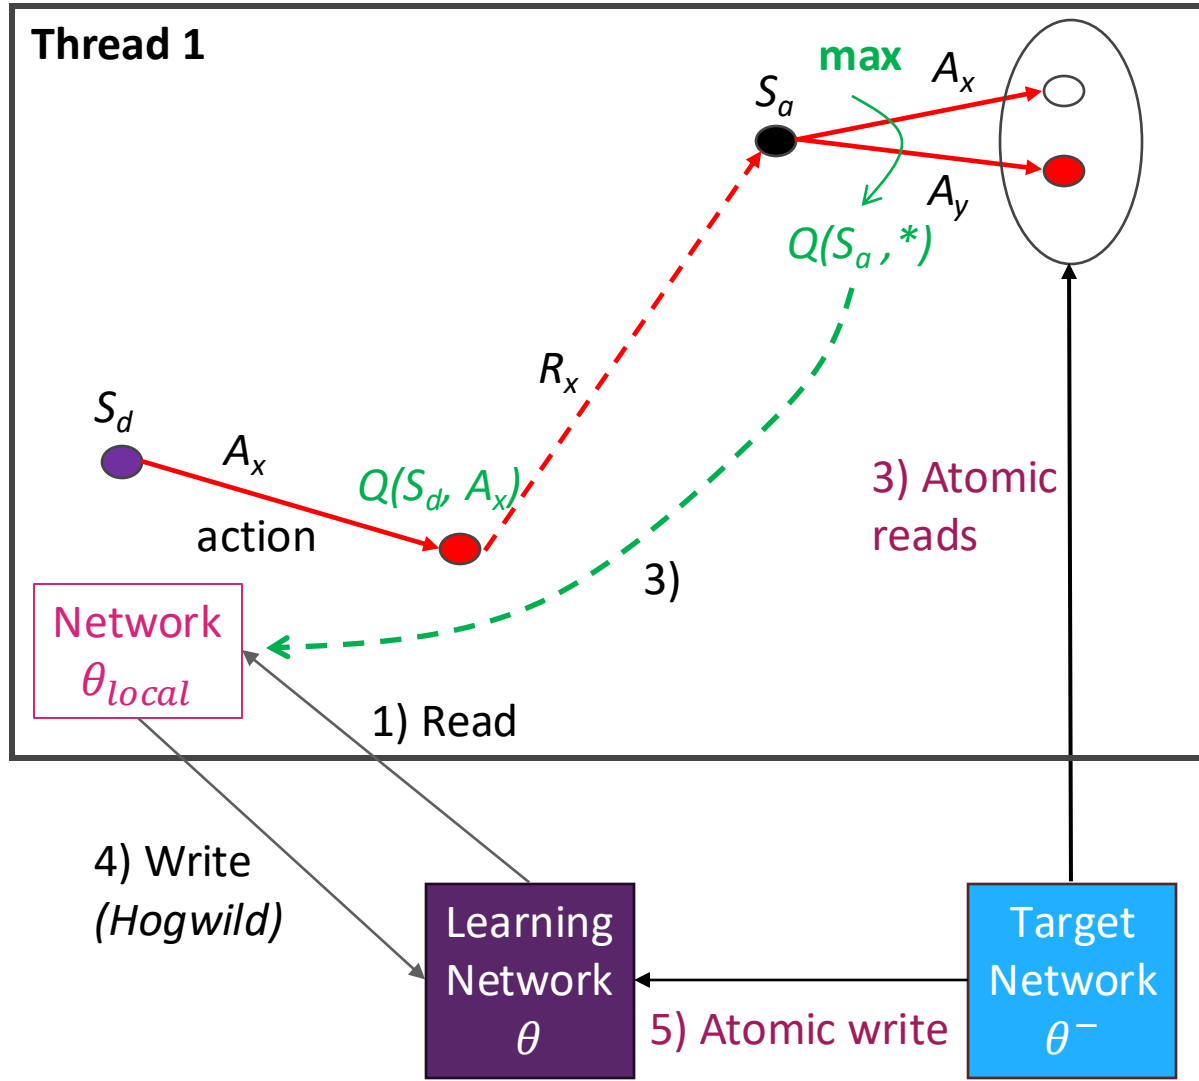 Thread 1
max
A_x
S_a
A_y
Q(S_a ,*)
R_x
S_d
A_x
Q(S_d, A_x)
action
3) Atomic
reads
3)
Network
θ_local
1) Read
4) Write
(Hogwild)
Learning
Network
θ
Target
Network
θ⁻
5) Atomic write